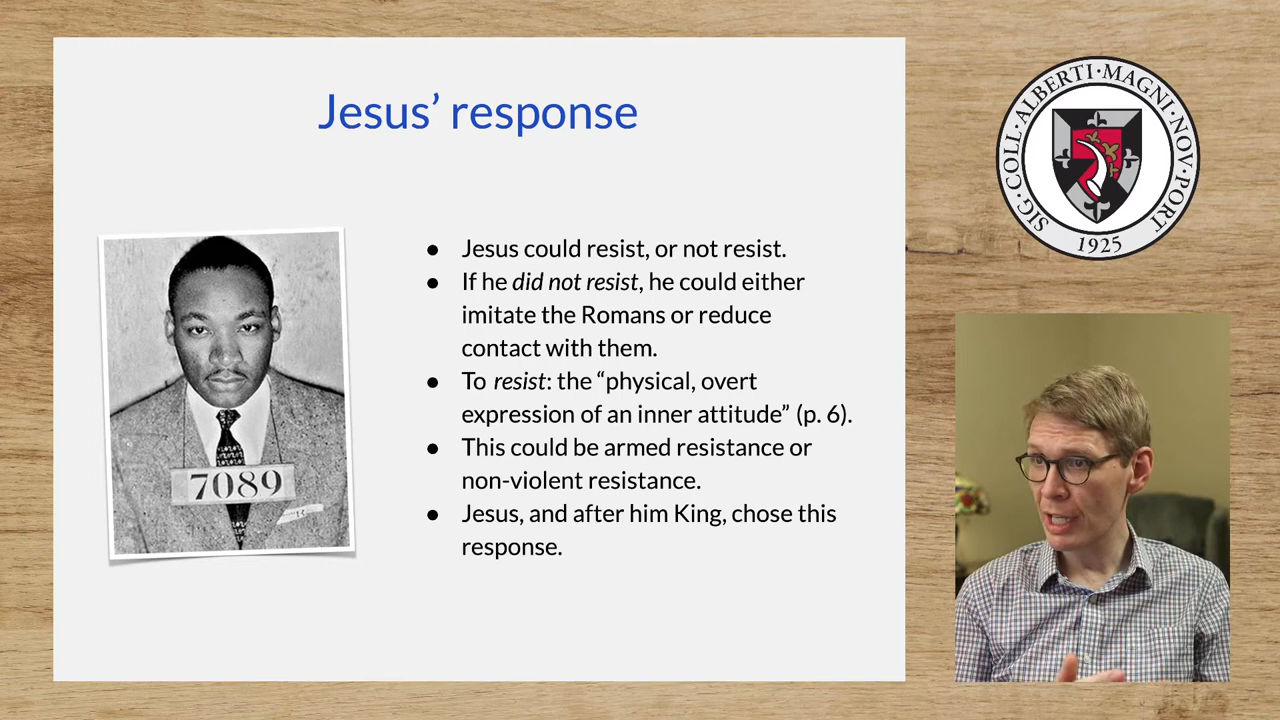 Jesus’ response
● Jesus could resist, or not resist.
● If he did not resist, he could either
imitate the Romans or reduce
contact with them.
● To resist: the “physical, overt
expression of an inner attitude” (p. 6).
● This could be armed resistance or
non-violent resistance.
● Jesus, and after him King, chose this
response.
7089
SIG·COLL·ALBERTI·MAGNI·NOV·PORT
1925